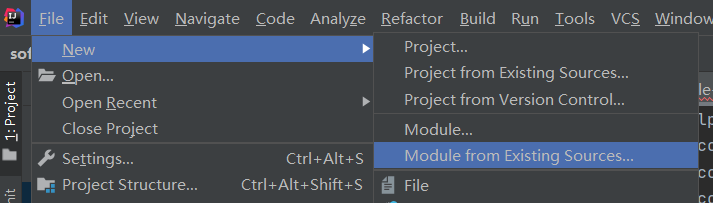 File Edit View Navigate Code Analyze Refactor Build Run Tools VCS Window
sof
New
Open...
Open Recent
Close Project
Settings... Ctrl+Alt+S
Project Structure... Ctrl+Alt+Shift+S
Project...
Project from Existing Sources...
Project from Version Control...
Module...
Module from Existing Sources...
File
1: Project